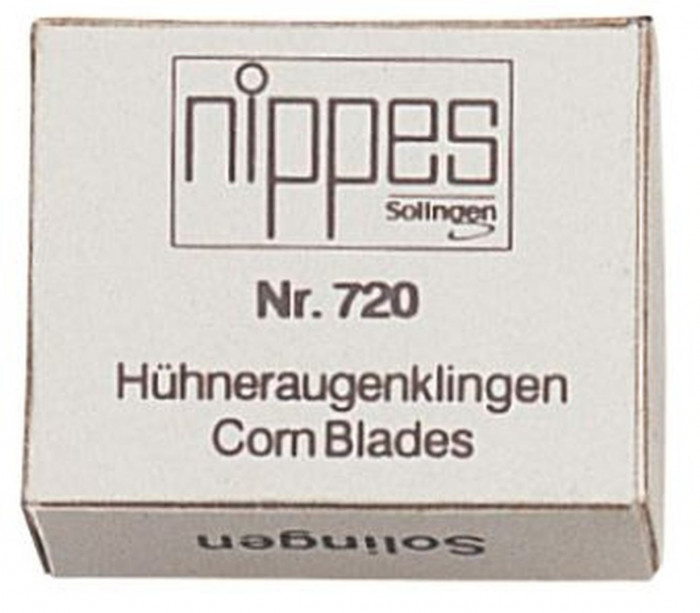 nippes
Solingen
Nr. 720
Hühneraugenklingen
Corn Blades
Solingen